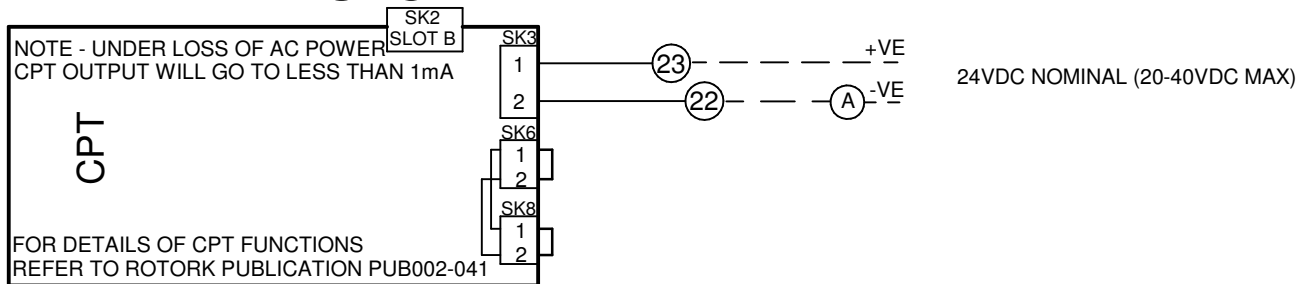 SK2
SLOT B
NOTE - UNDER LOSS OF AC POWER
CPT OUTPUT WILL GO TO LESS THAN 1mA
SK3
1
2
23
+VE
22
A
-VE
24VDC NOMINAL (20-40VDC MAX)
CPT
SK6
1
2
SK8
1
2
FOR DETAILS OF CPT FUNCTIONS
REFER TO ROTORK PUBLICATION PUB002-041